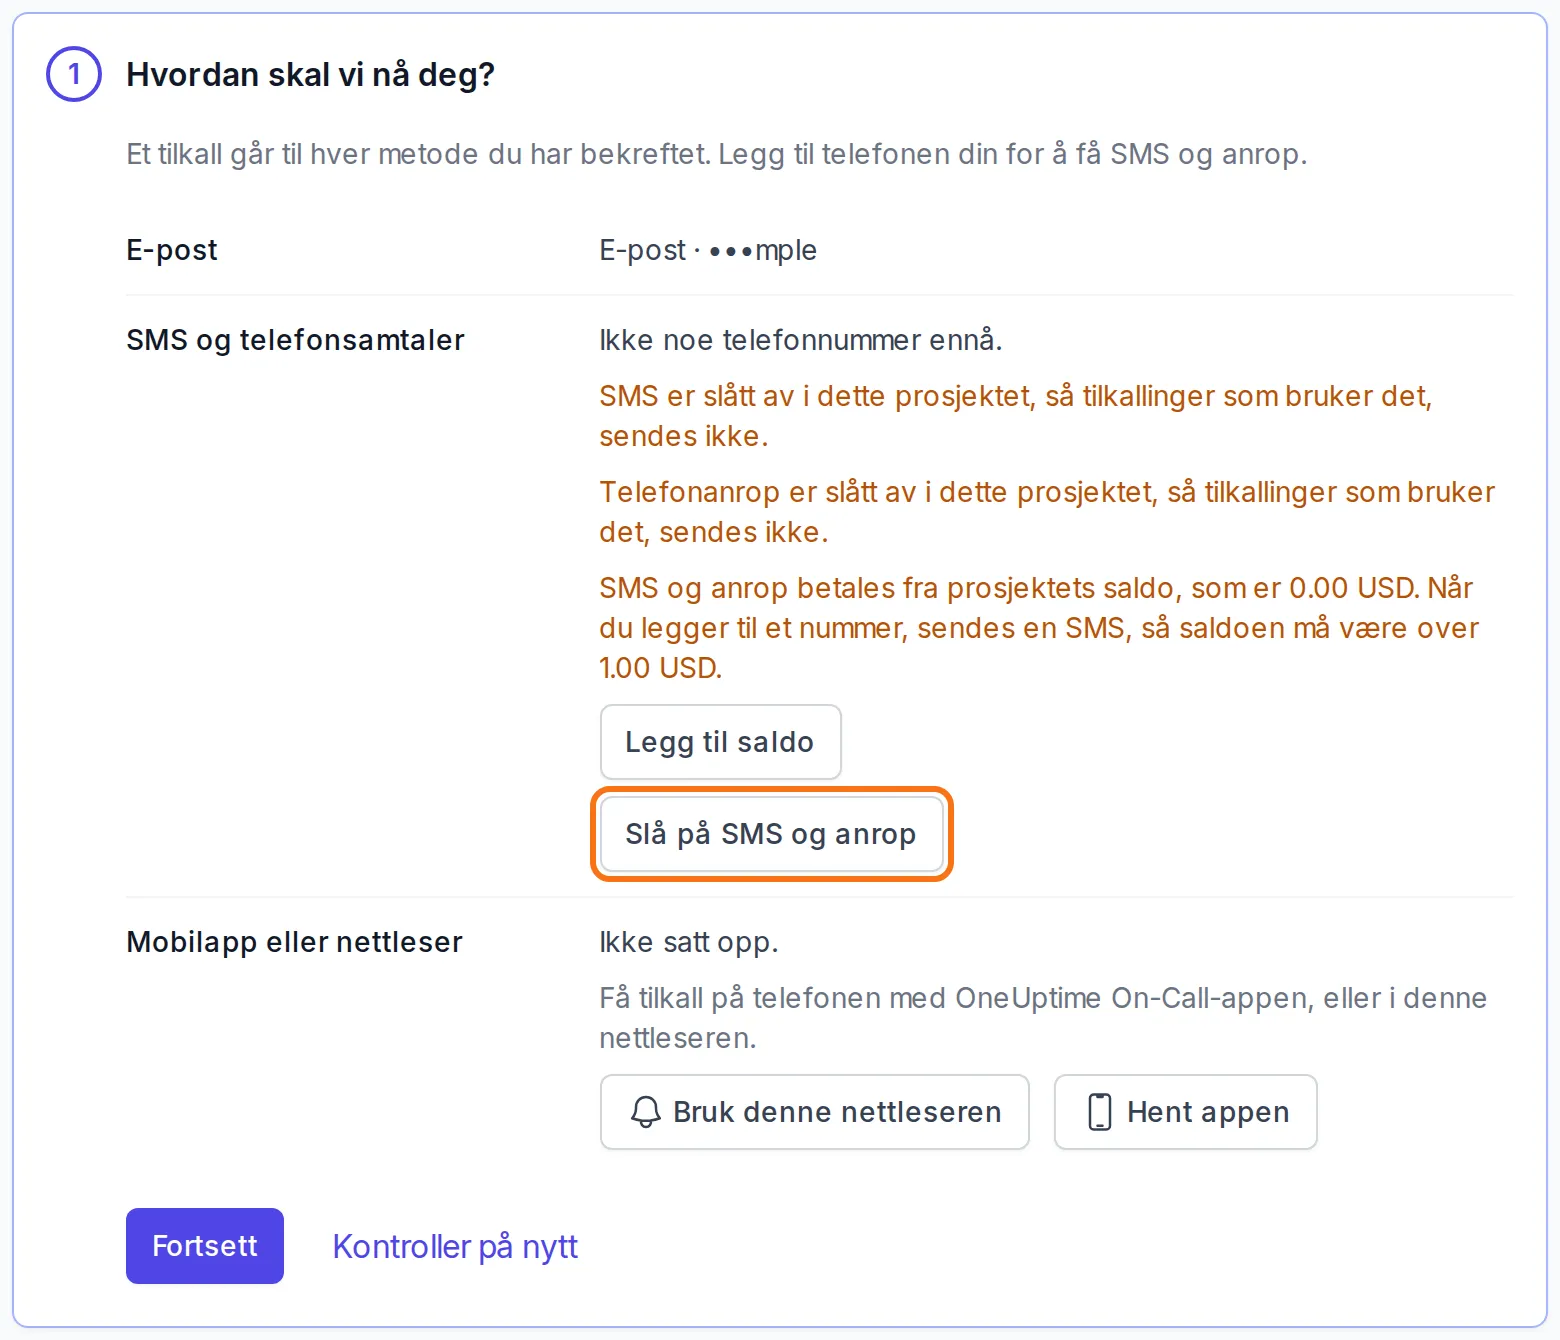 1
Hvordan skal vi nå deg?
Et tilkall går til hver metode du har bekreftet. Legg til telefonen din for å få SMS og anrop.
E-post
E-post · •••mple
SMS og telefonsamtaler
Ikke noe telefonnummer ennå.
SMS er slått av i dette prosjektet, så tilkallinger som bruker det,
sendes ikke.
Telefonanrop er slått av i dette prosjektet, så tilkallinger som bruker
det, sendes ikke.
SMS og anrop betales fra prosjektets saldo, som er 0.00 USD. Når
du legger til et nummer, sendes en SMS, så saldoen må være over
1.00 USD.
Legg til saldo
Slå på SMS og anrop
Mobilapp eller nettleser
Ikke satt opp.
Få tilkall på telefonen med OneUptime On-Call-appen, eller i denne
nettleseren.
Bruk denne nettleseren
Hent appen
Fortsett
Kontroller på nytt